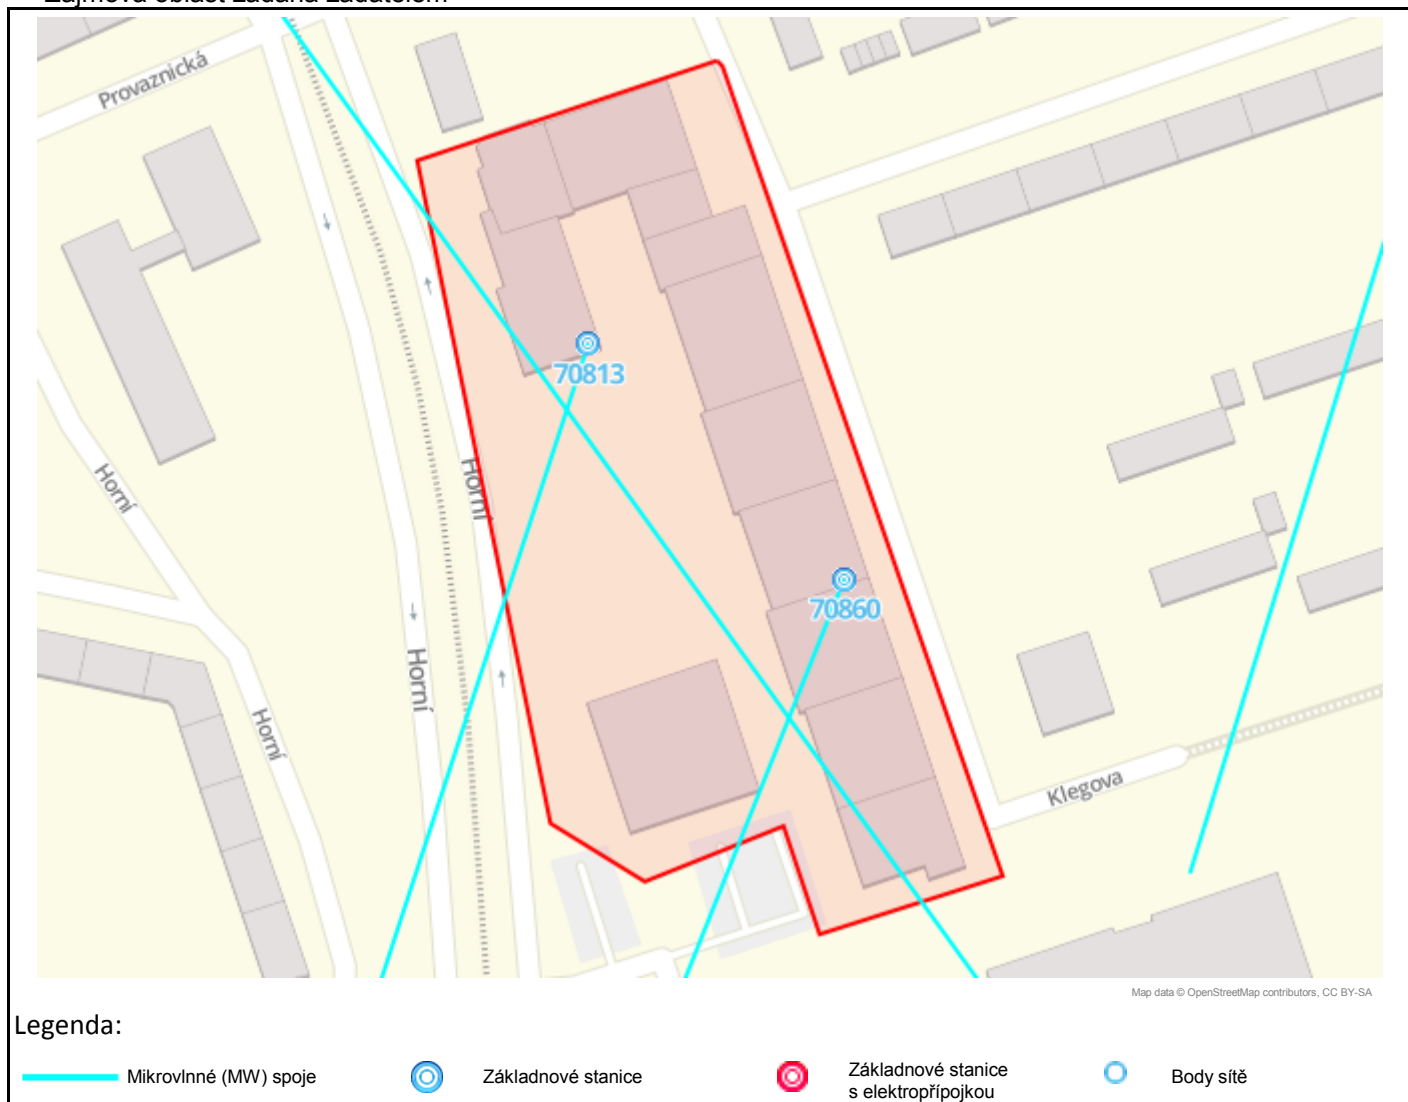 Zájmová oblast zadaná žadatelem
Provaznická
70813
Horní
Horní
70860
Horní
Horní
Klegova
Map data © OpenStreetMap contributors, CC BY-SA
Legenda:
Mikrovlnné (MW) spoje
Základnové stanice
Základnové stanice
s elektropřípojkou
Body sítě